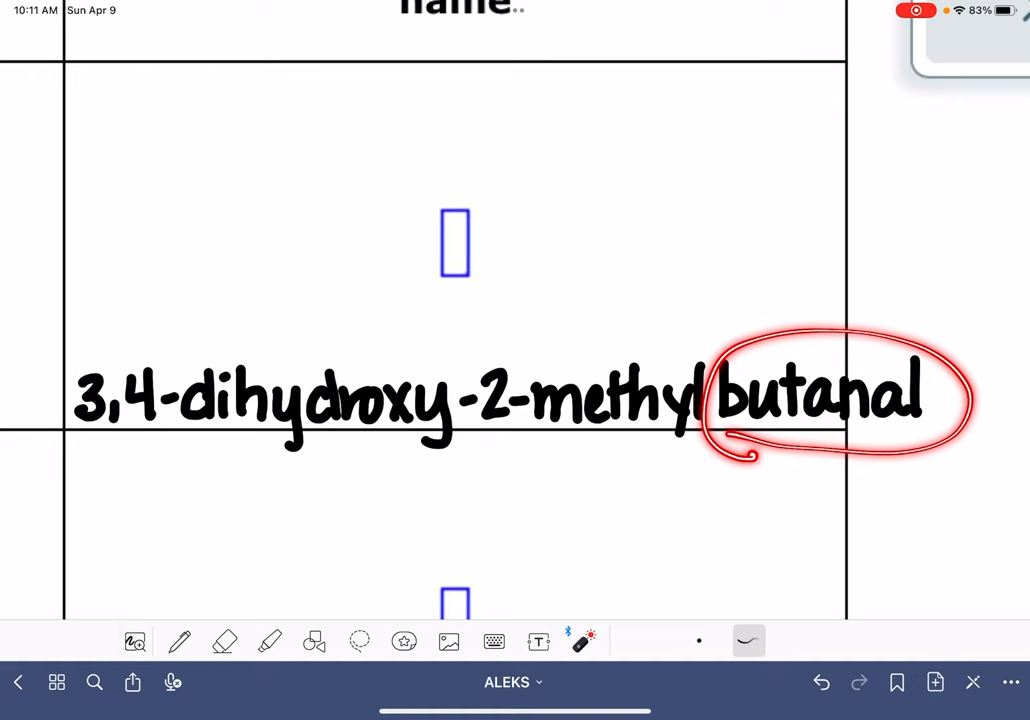 10:11 AM Sun Apr 9
83%
name..
3,4-dihydroxy-2-methylbutanal
T
ALEKS